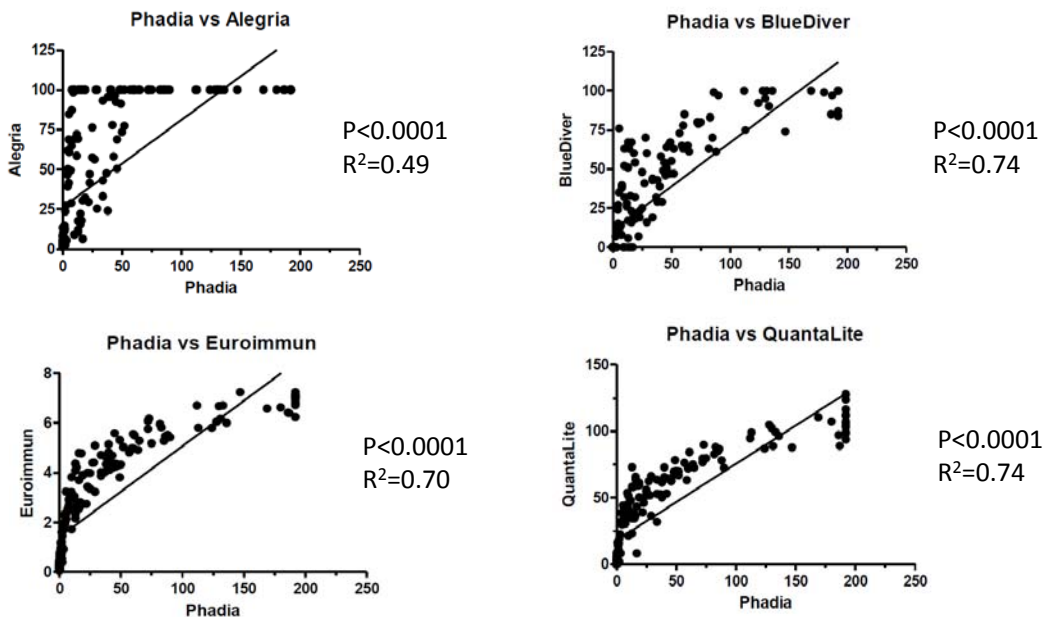 Phadia vs Alegria
125
100
75
50
25
0
Alegria
0 50 100 150 200 250
Phadia
P<0.0001
R²=0.49
Phadia vs BlueDiver
125
100
75
50
25
0
BlueDiver
0 50 100 150 200 250
Phadia
P<0.0001
R²=0.74
Phadia vs Euroimmun
8
6
4
2
0
Euroimmun
0 50 100 150 200 250
Phadia
P<0.0001
R²=0.70
Phadia vs QuantaLite
150
100
50
0
QuantaLite
0 50 100 150 200 250
Phadia
P<0.0001
R²=0.74